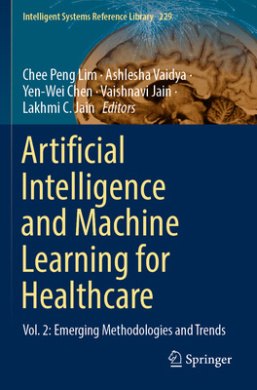 Intelligent Systems Reference Library 229
Chee Peng Lim · Ashlesha Vaidya ·
Yen-Wei Chen · Vaishnavi Jain ·
Lakhmi C. Jain Editors
Artificial
Intelligence
and Machine
Learning for
Healthcare
Vol. 2: Emerging Methodologies and Trends
Springer